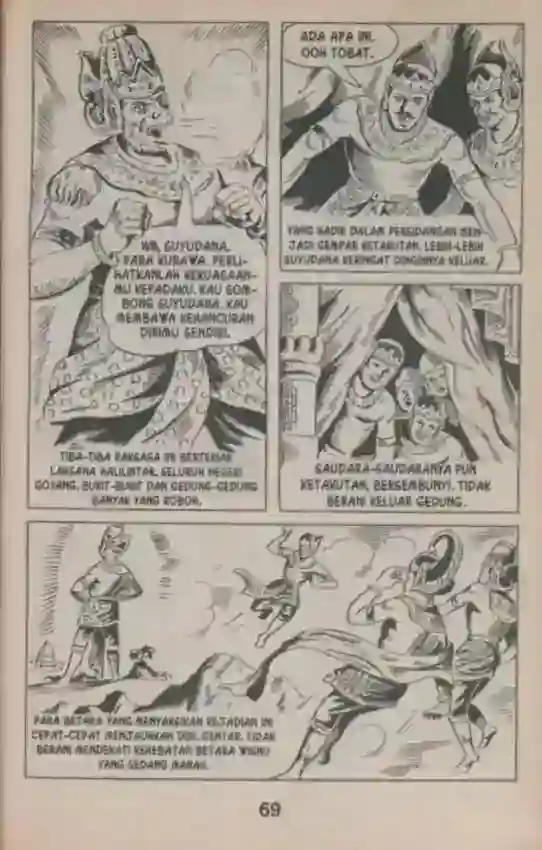 HAI, GUYUDANA,
PARA KURAWA. PERLI-
HATKANLAH KEKUASAAN-
MU KEPADAKU. KAU SOM-
BONG SUYUDANA. KAU
MEMBAWA KEHANCURAN
DIRIMU SENDIRI.
TIBA-TIBA RAKSASA INI BERTERIAK
LAKSANA HALILINTAR. SELURUH NEGERI
GOYANG. BUKIT-BUKIT DAN GEDUNG-GEDUNG
BANYAK YANG ROBOH.
ADA APA INI.
OOH TOBAT.
YANG HADIR DALAM PERSIDANGAN MEN-
JADI GEMPAR KETAKUTAN. LEBIH-LEBIH
SUYUDANA KERINGAT DINGINNYA KELUAR.
SAUDARA-SAUDARANYA PUN
KETAKUTAN, BERSEMBUNYI. TIDAK
BERANI KELUAR GEDUNG.
PARA BETARA YANG MENYAKSIKAN KEJADIAN INI
CEPAT-CEPAT MENJAUHKAN DIRI, GENTAR. TIDAK
BERANI MENDEKATI KEHEBATAN BETARA WISNU
YANG SEDANG MARAH.
69